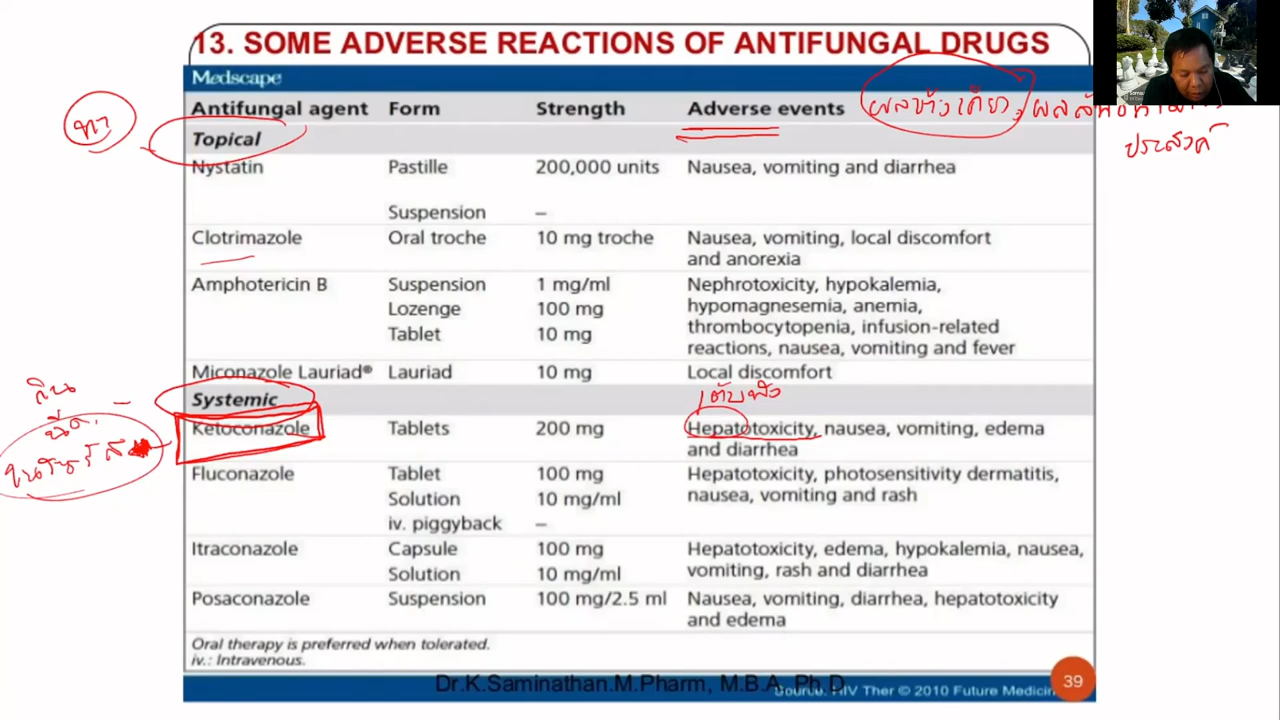 13. SOME ADVERSE REACTIONS OF ANTIFUNGAL DRUGS
Medscape
Antifungal agent Form Strength Adverse events
ผลข้างเคียง,
ประสงค์
ทา
Topical
Nystatin Pastille 200,000 units Nausea, vomiting and diarrhea
Suspension –
Clotrimazole Oral troche 10 mg troche Nausea, vomiting, local discomfort
and anorexia
Amphotericin B Suspension 1 mg/ml Nephrotoxicity, hypokalemia,
Lozenge 100 mg hypomagnesemia, anemia,
Tablet 10 mg thrombocytopenia, infusion-related
reactions, nausea, vomiting and fever
Miconazole Lauriad® Lauriad 10 mg Local discomfort
กิน
ฉีด
ตับพัง
Systemic
Ketoconazole Tablets 200 mg Hepatotoxicity, nausea, vomiting, edema
and diarrhea
Fluconazole Tablet 100 mg Hepatotoxicity, photosensitivity dermatitis,
Solution 10 mg/ml nausea, vomiting and rash
iv. piggyback –
Itraconazole Capsule 100 mg Hepatotoxicity, edema, hypokalemia, nausea,
Solution 10 mg/ml vomiting, rash and diarrhea
Posaconazole Suspension 100 mg/2.5 ml Nausea, vomiting, diarrhea, hepatotoxicity
and edema
Oral therapy is preferred when tolerated.
iv.: Intravenous.
Dr.K.Saminathan.M.Pharm, M.B.A, Ph.D
Source: HIV Ther © 2010 Future Medicin
39